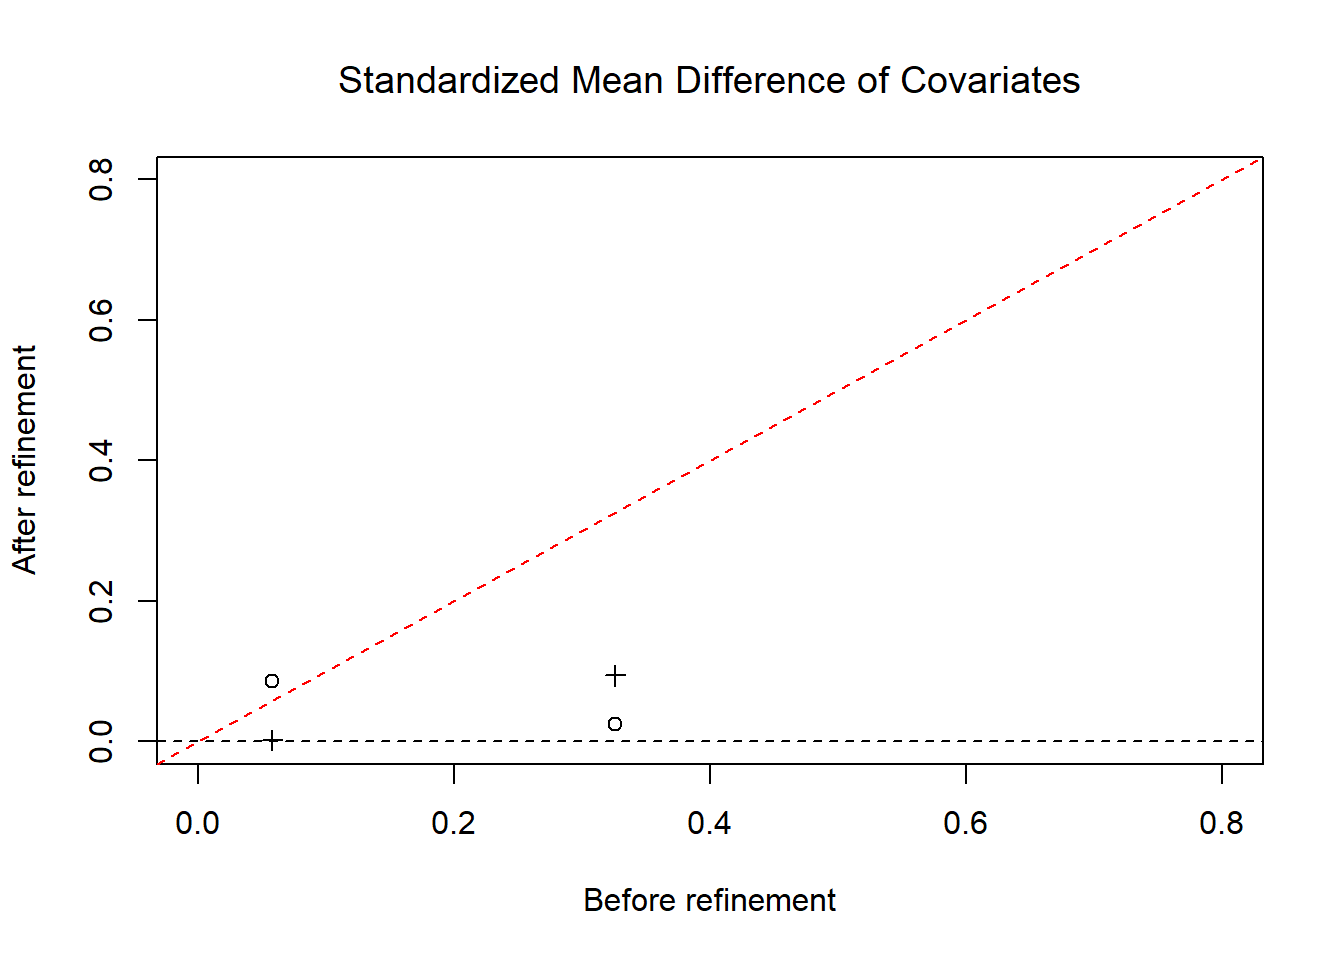 Standardized Mean Difference of Covariates
0.8
0.6
0.4
0.2
0.0
After refinement
0.0 0.2 0.4 0.6 0.8
Before refinement